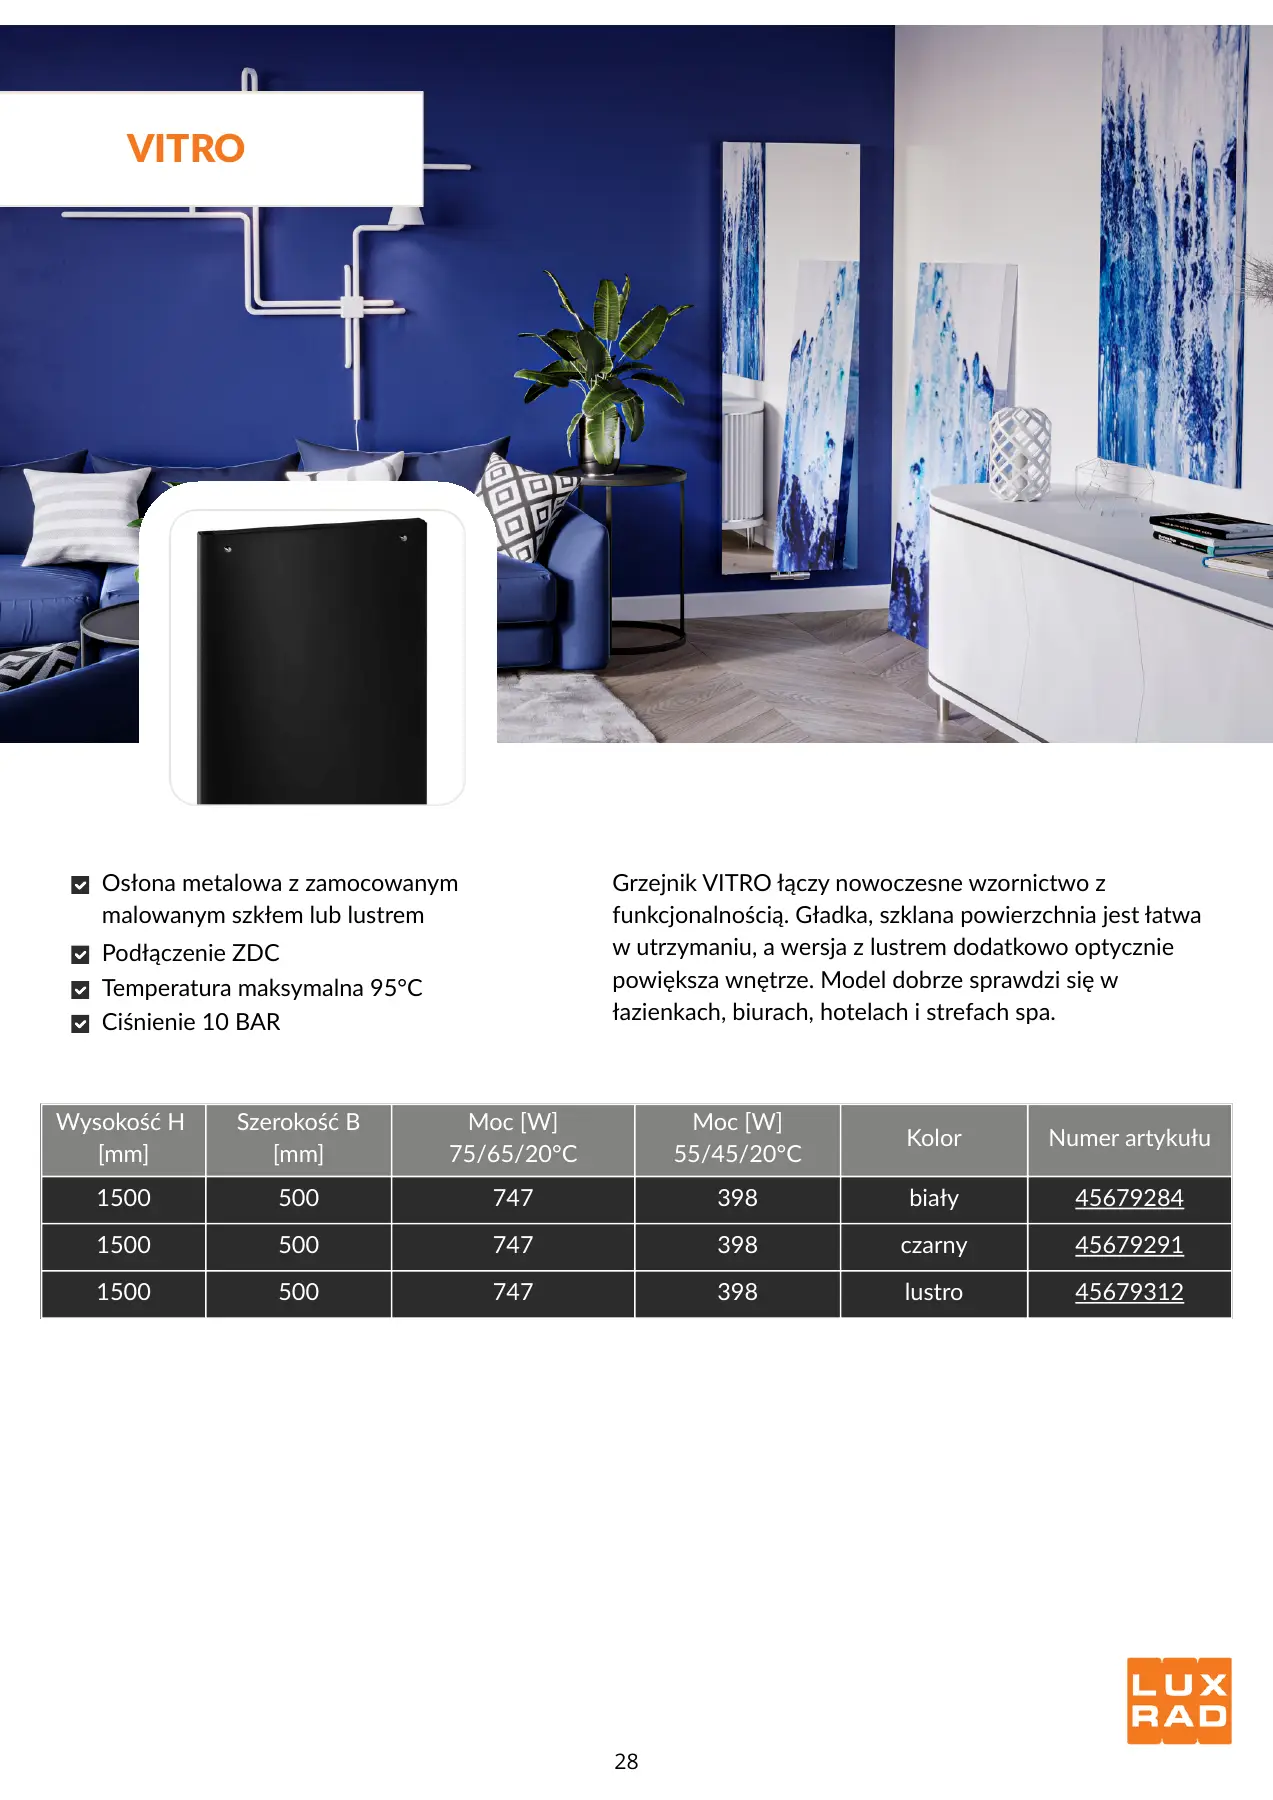 VITRO
Osłona metalowa z zamocowanym
malowanym szkłem lub lustrem
Podłączenie ZDC
Temperatura maksymalna 95°C
Ciśnienie 10 BAR
Grzejnik VITRO łączy nowoczesne wzornictwo z
funkcjonalnością. Gładka, szklana powierzchnia jest łatwa
w utrzymaniu, a wersja z lustrem dodatkowo optycznie
powiększa wnętrze. Model dobrze sprawdzi się w
łazienkach, biurach, hotelach i strefach spa.
Wysokość H [mm] Szerokość B [mm] Moc [W] 75/65/20°C Moc [W] 55/45/20°C Kolor Numer artykułu
1500 500 747 398 biały 45679284
1500 500 747 398 czarny 45679291
1500 500 747 398 lustro 45679312
LUX
RAD
28